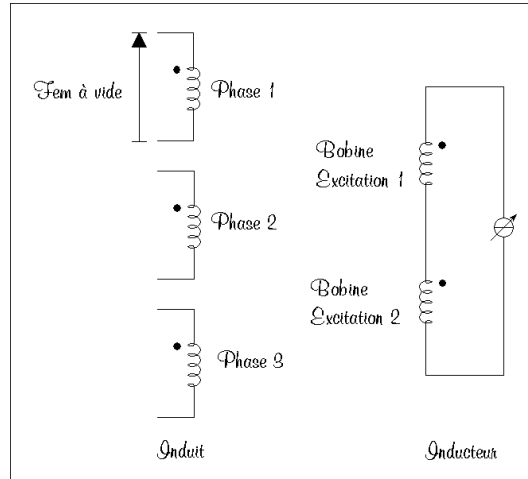 Fem à vide
Phase 1
Phase 2
Phase 3
Induit
Bobine
Excitation 1
Bobine
Excitation 2
Inducteur